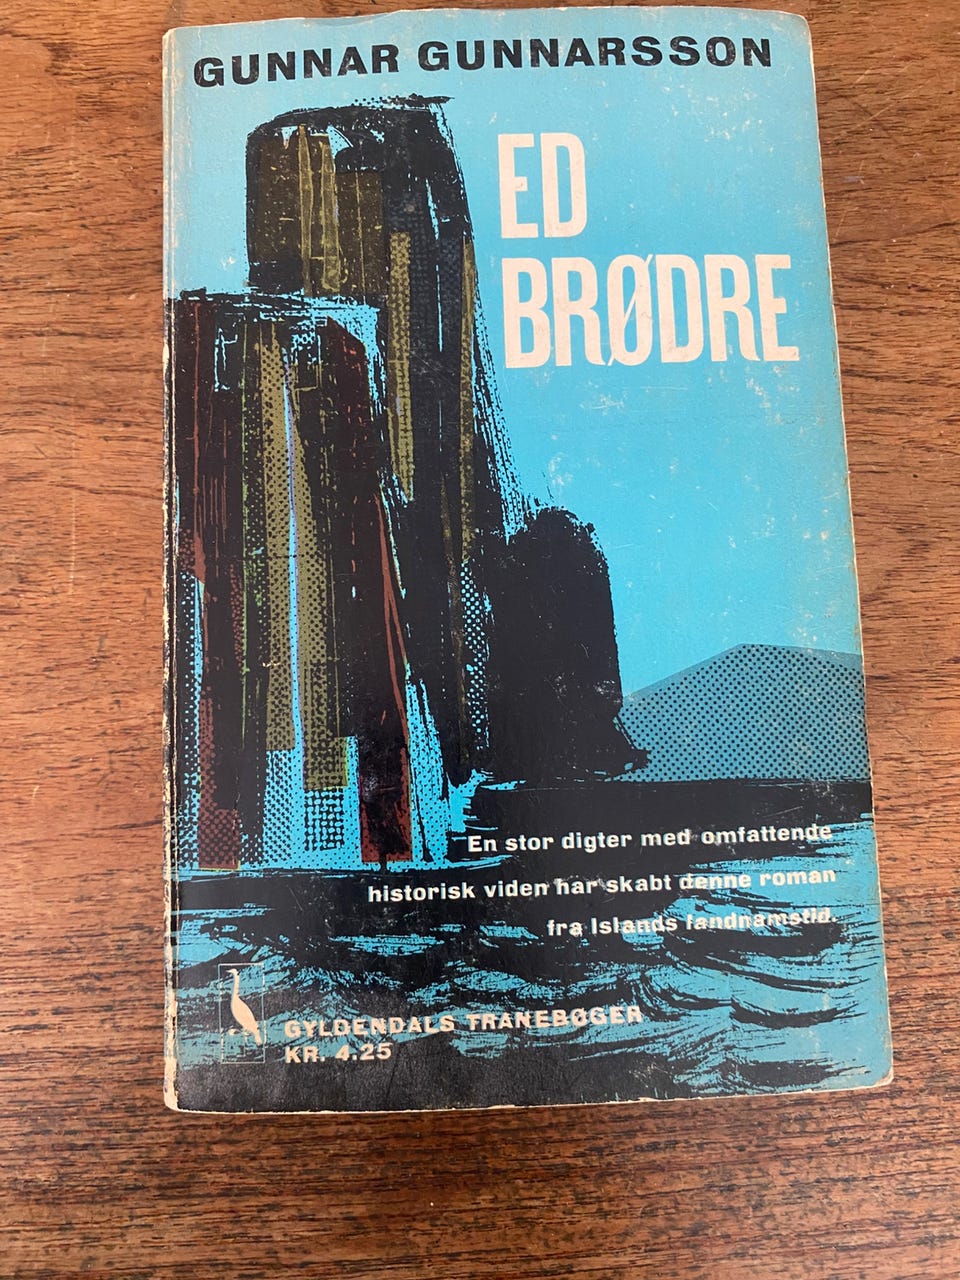 GUNNAR GUNNARSSON
ED
BRØDRE
En stor digter med omfattende
historisk viden har skabt denne roman
fra Islands landnamstid.
GYLDENDALS TRANEBØGER
KR. 4.25